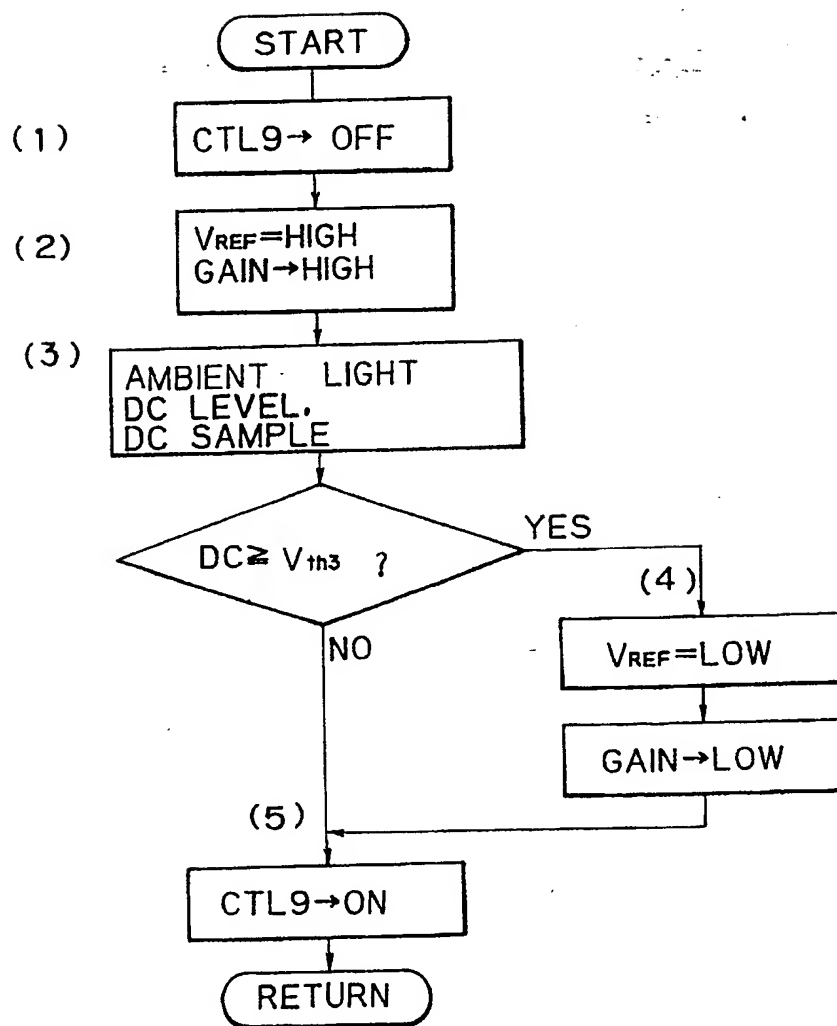 START
(1)
CTL9→ OFF
(2)
VREF=HIGH
GAIN→HIGH
(3)
AMBIENT LIGHT
DC LEVEL.
DC SAMPLE
DC≧ Vth3 ?
YES
(4)
NO
VREF=LOW
GAIN→LOW
(5)
CTL9→ON
RETURN